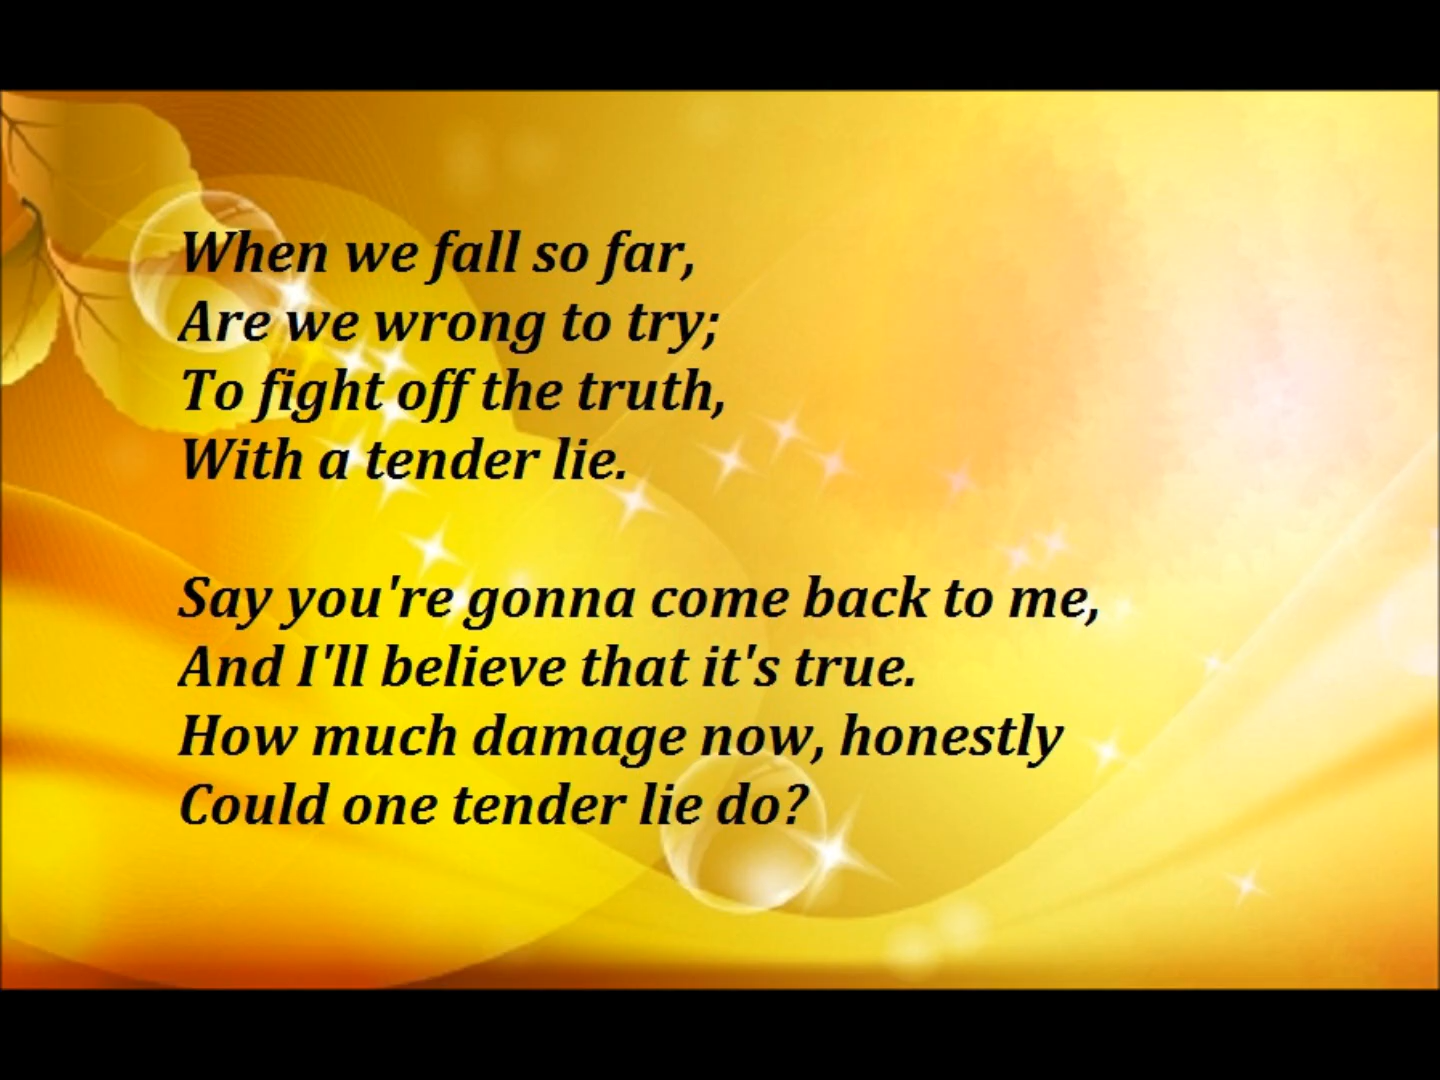 When we fall so far,
Are we wrong to try;
To fight off the truth,
With a tender lie.
Say you're gonna come back to me,
And I'll believe that it's true.
How much damage now, honestly
Could one tender lie do?